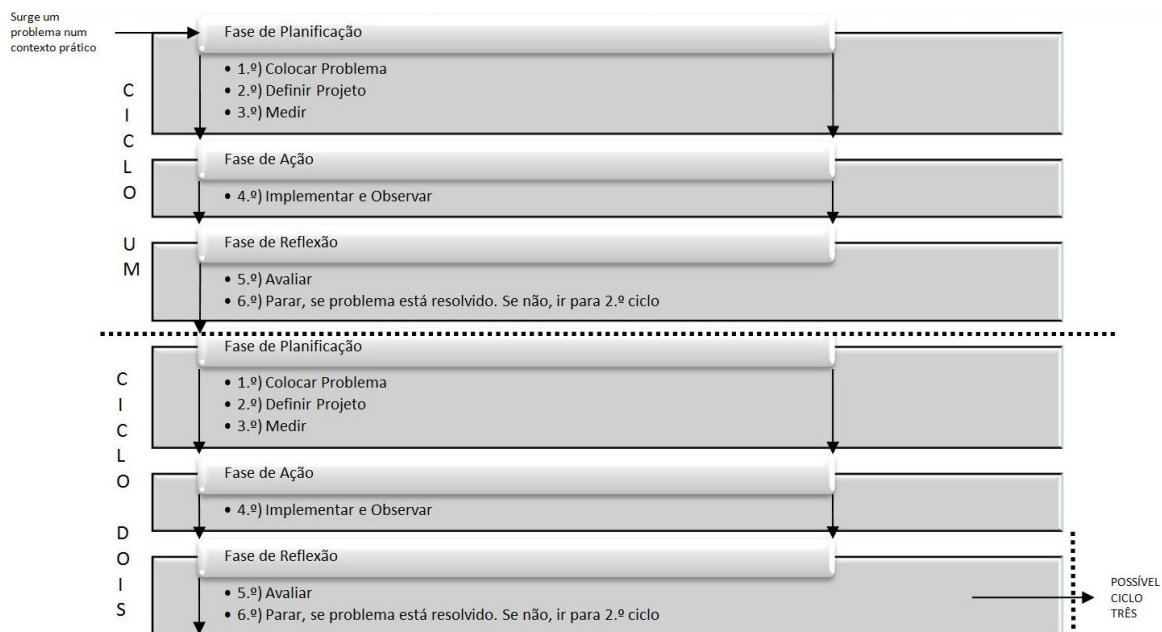 Surge um
problema num
contexto prático
CICLO UM
Fase de Planificação
• 1.º) Colocar Problema
• 2.º) Definir Projeto
• 3.º) Medir
Fase de Ação
• 4.º) Implementar e Observar
Fase de Reflexão
• 5.º) Avaliar
• 6.º) Parar, se problema está resolvido. Se não, ir para 2.º ciclo
CICLO DOIS
Fase de Planificação
• 1.º) Colocar Problema
• 2.º) Definir Projeto
• 3.º) Medir
Fase de Ação
• 4.º) Implementar e Observar
Fase de Reflexão
• 5.º) Avaliar
• 6.º) Parar, se problema está resolvido. Se não, ir para 2.º ciclo
POSSÍVEL
CICLO
TRÊS